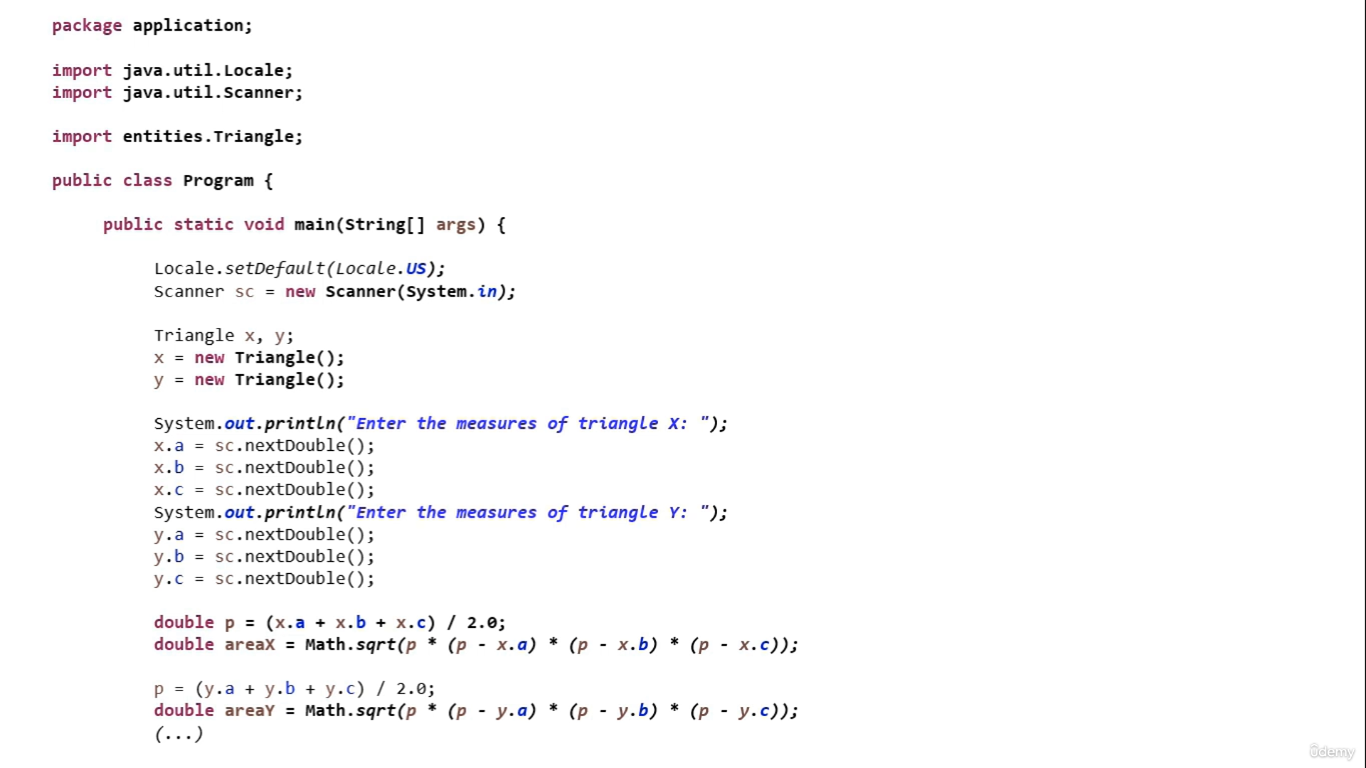 package application;
import java.util.Locale;
import java.util.Scanner;
import entities.Triangle;
public class Program {
public static void main(String[] args) {
Locale.setDefault(Locale.US);
Scanner sc = new Scanner(System.in);
Triangle x, y;
x = new Triangle();
y = new Triangle();
System.out.println("Enter the measures of triangle X: ");
x.a = sc.nextDouble();
x.b = sc.nextDouble();
x.c = sc.nextDouble();
System.out.println("Enter the measures of triangle Y: ");
y.a = sc.nextDouble();
y.b = sc.nextDouble();
y.c = sc.nextDouble();
double p = (x.a + x.b + x.c) / 2.0;
double areaX = Math.sqrt(p * (p - x.a) * (p - x.b) * (p - x.c));
p = (y.a + y.b + y.c) / 2.0;
double areaY = Math.sqrt(p * (p - y.a) * (p - y.b) * (p - y.c));
(...)
ûdemy